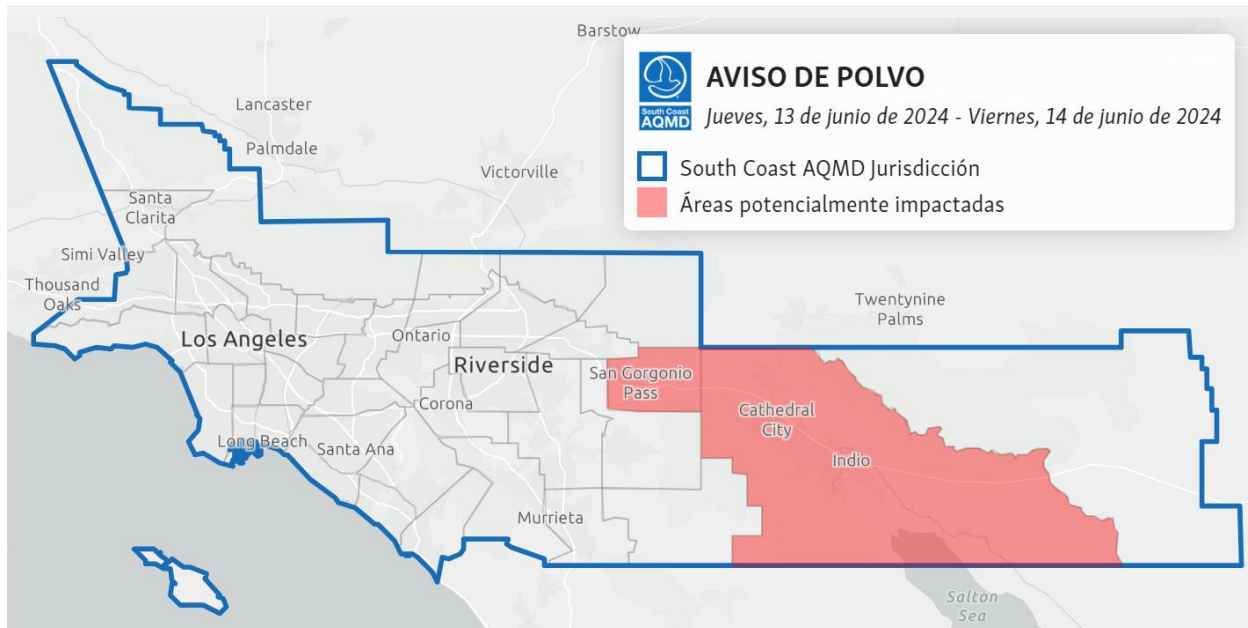 Barstow
AVISO DE POLVO
South Coast
AQMD
Jueves, 13 de junio de 2024 - Viernes, 14 de junio de 2024
South Coast AQMD Jurisdicción
Áreas potencialmente impactadas
Lancaster
Palmdale
Victorville
Santa
Clarita
Simi Valley
Thousand
Oaks
Twentynine
Palms
Los Angeles
Ontario
Riverside
San Gorgonio
Pass
Corona
Cathedral
City
Long Beach
Santa Ana
Indio
Murrieta
Salton
Sea